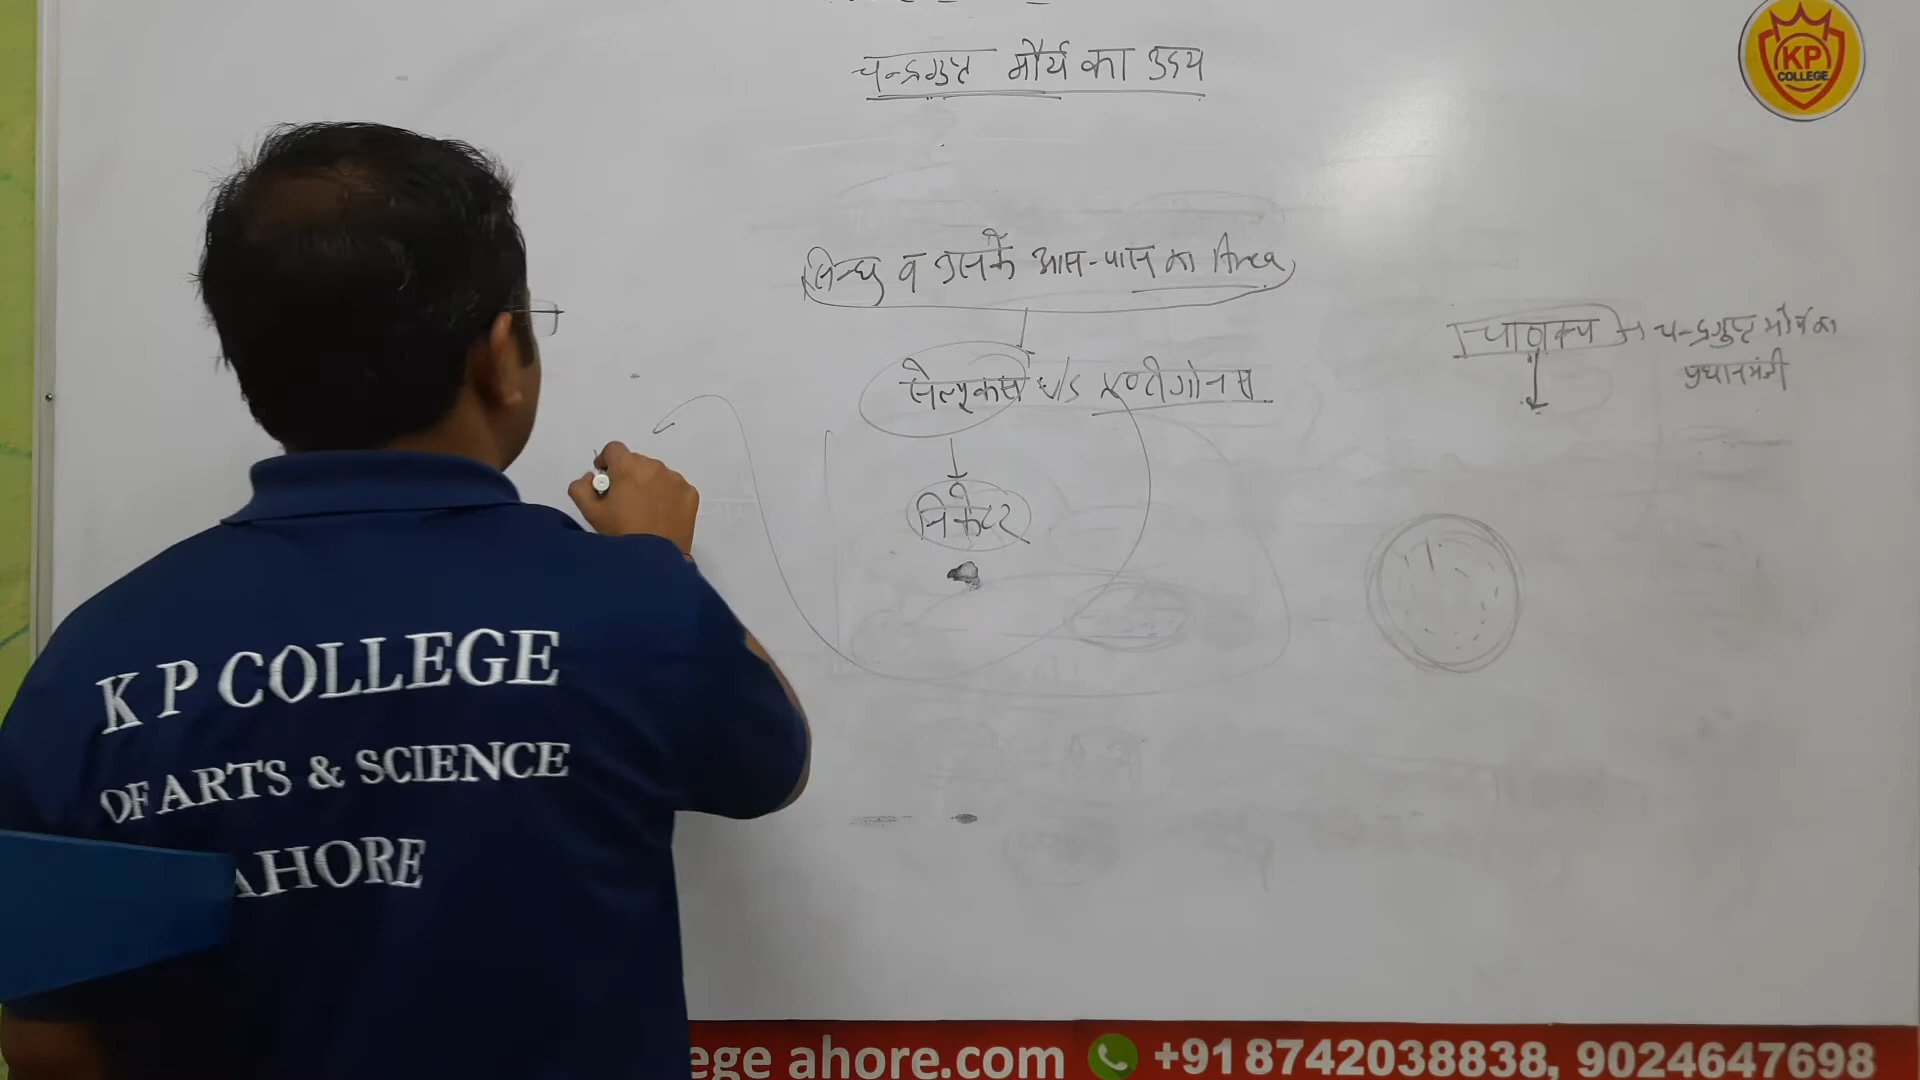 चन्द्रगुप्त मौर्य का उदय
KP
COLLEGE
सिन्धु व उसके आस-पास का Area
चाणक्य → चन्द्रगुप्त मौर्य का
प्रधानमंत्री
सेल्यूकस v/s एण्टीगोनस
निकेटर
K P COLLEGE
OF ARTS & SCIENCE
AHORE
ege ahore.com +91 8742038838, 9024647698